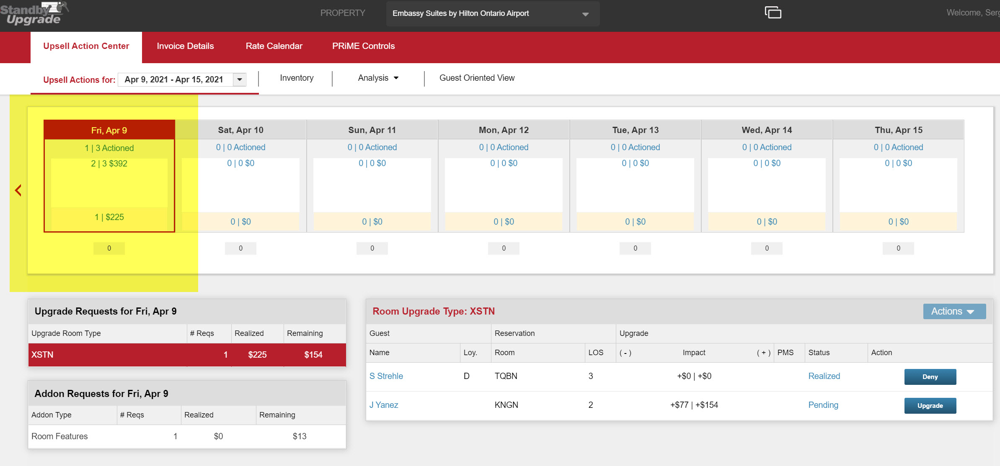 Standby
Upgrade
PROPERTY
Embassy Suites by Hilton Ontario Airport
Welcome, Serg
Upsell Action Center
Invoice Details
Rate Calendar
PRiME Controls
Upsell Actions for:
Apr 9, 2021 - Apr 15, 2021
Inventory
Analysis
Guest Oriented View
Fri, Apr 9
Sat, Apr 10
Sun, Apr 11
Mon, Apr 12
Tue, Apr 13
Wed, Apr 14
Thu, Apr 15
1 | 3 Actioned
0 | 0 Actioned
0 | 0 Actioned
0 | 0 Actioned
0 | 0 Actioned
0 | 0 Actioned
0 | 0 Actioned
2 | 3 $392
0 | 0 $0
0 | 0 $0
0 | 0 $0
0 | 0 $0
0 | 0 $0
0 | 0 $0
1 | $225
0 | $0
0 | $0
0 | $0
0 | $0
0 | $0
0 | $0
0
0
0
0
0
0
0
Upgrade Requests for Fri, Apr 9
Upgrade Room Type # Reqs Realized Remaining
XSTN 1 $225 $154
Addon Requests for Fri, Apr 9
Addon Type # Reqs Realized Remaining
Room Features 1 $0 $13
Room Upgrade Type: XSTN
Actions
Guest Reservation Upgrade
Name Loy. Room LOS ( - ) Impact ( + ) PMS Status Action
S Strehle D TQBN 3 +$0 | +$0 Realized Deny
J Yanez KNGN 2 +$77 | +$154 Pending Upgrade